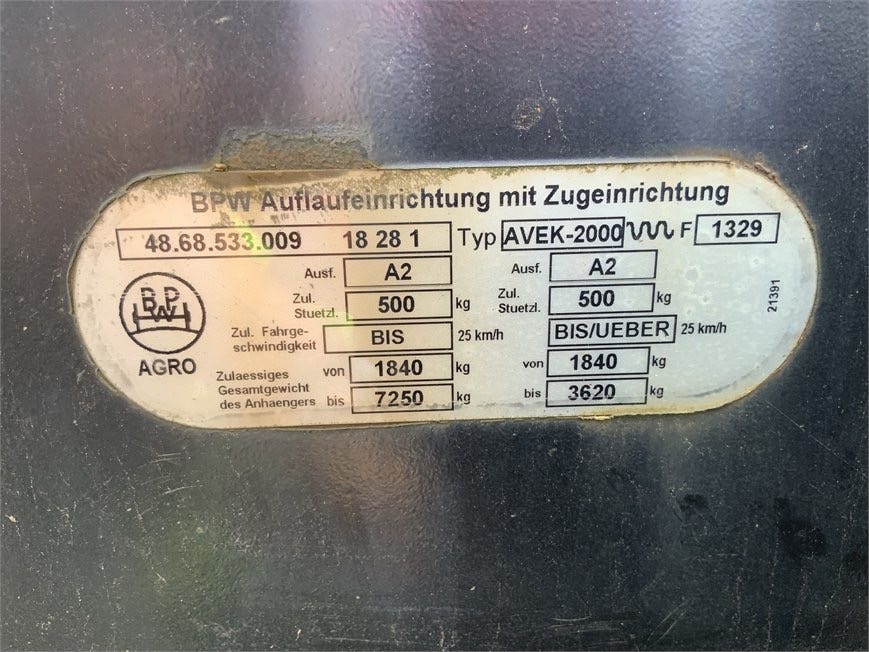 BPW Auflaufeinrichtung mit Zugeinrichtung
48.68.533.009 18 28 1 Typ AVEK-2000 F 1329
Ausf. A2 Ausf. A2
Zul. Stuetzl. 500 kg Zul. Stuetzl. 500 kg
Zul. Fahrge-
schwindigkeit BIS 25 km/h BIS/UEBER 25 km/h
Zulaessiges von 1840 kg von 1840 kg
Gesamtgewicht
des Anhaengers bis 7250 kg bis 3620 kg
BPW
AGRO
21391